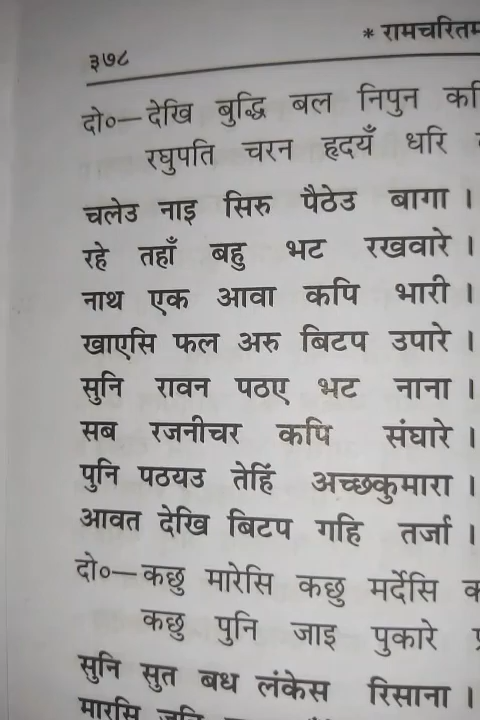 ३७८
* रामचरितम
दो०— देखि बुद्धि बल निपुन कपि
रघुपति चरन हृदयँ धरि
चलेउ नाइ सिरु पैठेउ बागा ।
रहे तहाँ बहु भट रखवारे ।
नाथ एक आवा कपि भारी ।
खाएसि फल अरु बिटप उपारे ।
सुनि रावन पठए भट नाना ।
सब रजनीचर कपि संघारे ।
पुनि पठयउ तेहिं अच्छकुमारा ।
आवत देखि बिटप गहि तर्जा ।
दो०— कछु मारेसि कछु मर्देसि
कछु पुनि जाइ पुकारे
सुनि सुत बध लंकेस रिसाना ।
मारसि जनि